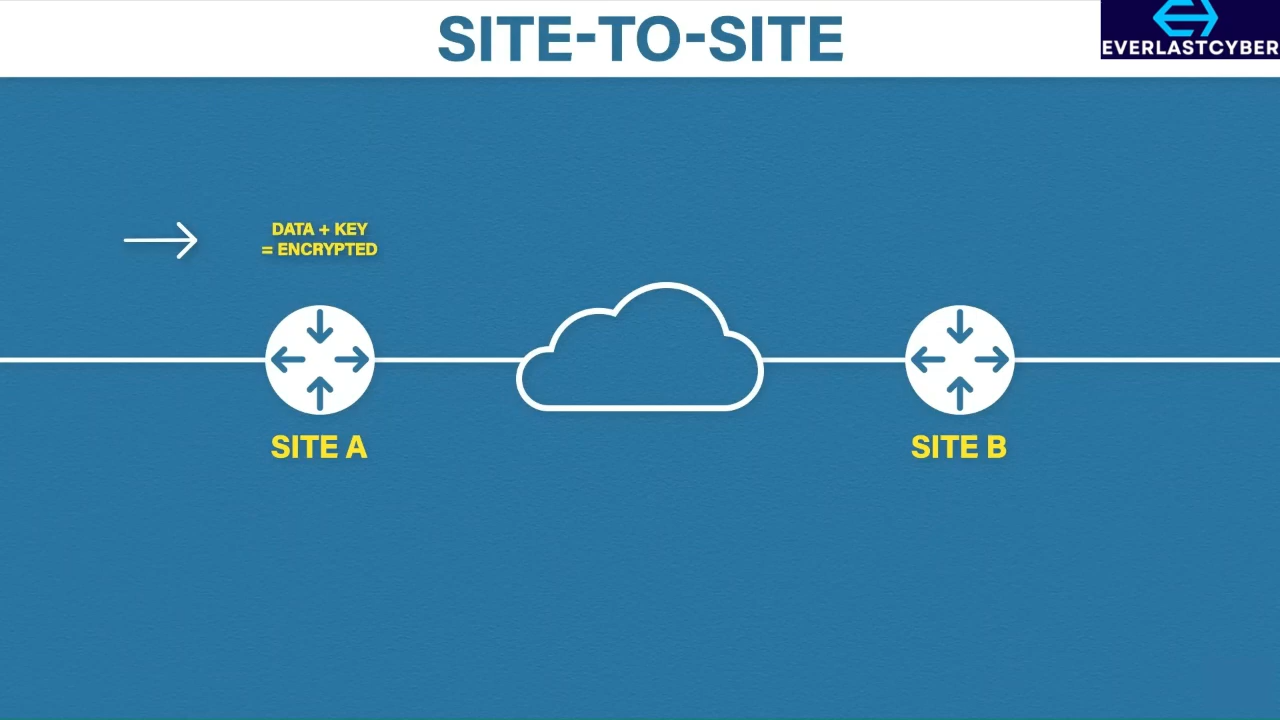 SITE-TO-SITE
EVERLASTCYBER
DATA + KEY
= ENCRYPTED
SITE A
SITE B